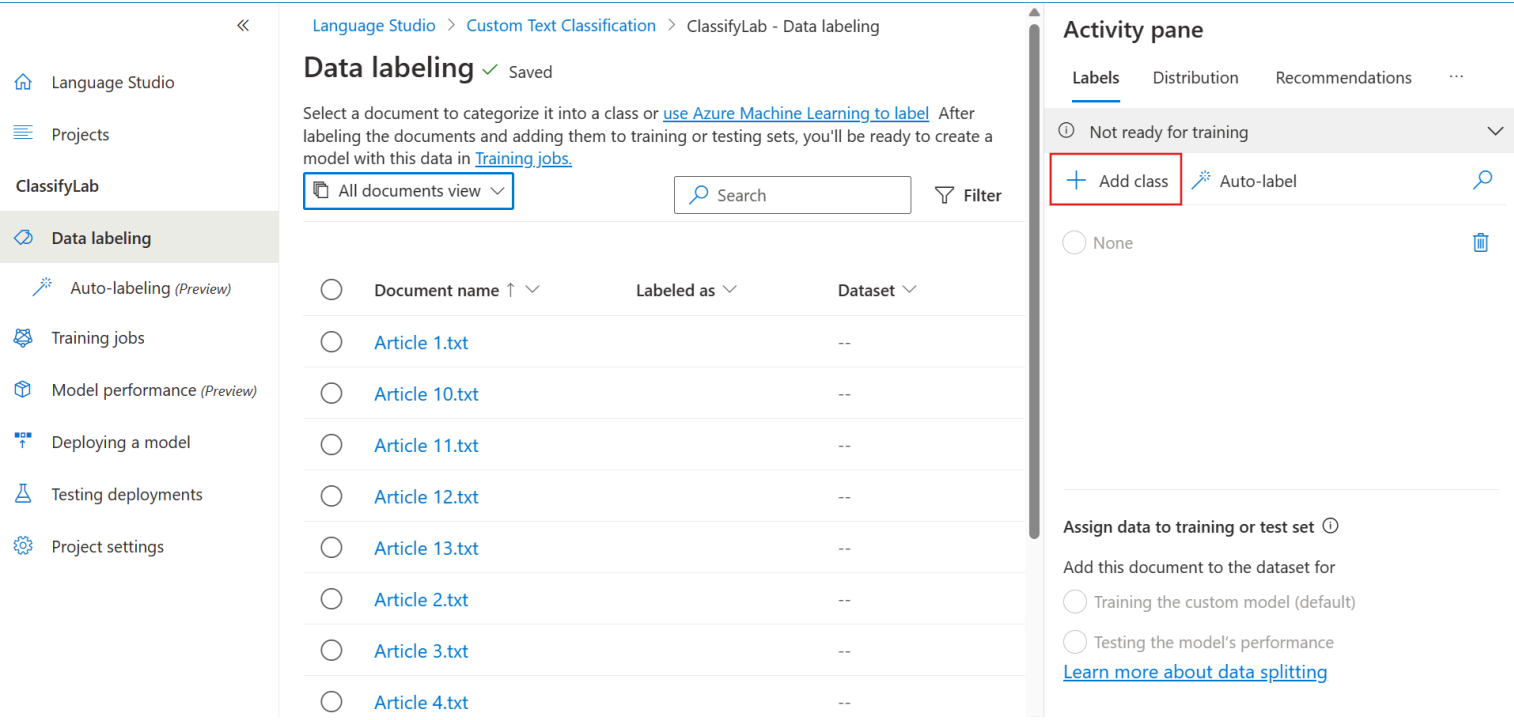 Language Studio
Projects
ClassifyLab
Data labeling
Auto-labeling (Preview)
Training jobs
Model performance (Preview)
Deploying a model
Testing deployments
Project settings
Language Studio > Custom Text Classification > ClassifyLab - Data labeling
Data labeling Saved
Select a document to categorize it into a class or use Azure Machine Learning to label After
labeling the documents and adding them to training or testing sets, you'll be ready to create a
model with this data in Training jobs.
All documents view
Search
Filter
Document name ↑ Labeled as Dataset
Article 1.txt --
Article 10.txt --
Article 11.txt --
Article 12.txt --
Article 13.txt --
Article 2.txt --
Article 3.txt --
Article 4.txt --
Activity pane
Labels Distribution Recommendations ...
Not ready for training
+ Add class Auto-label
None
Assign data to training or test set
Add this document to the dataset for
Training the custom model (default)
Testing the model's performance
Learn more about data splitting